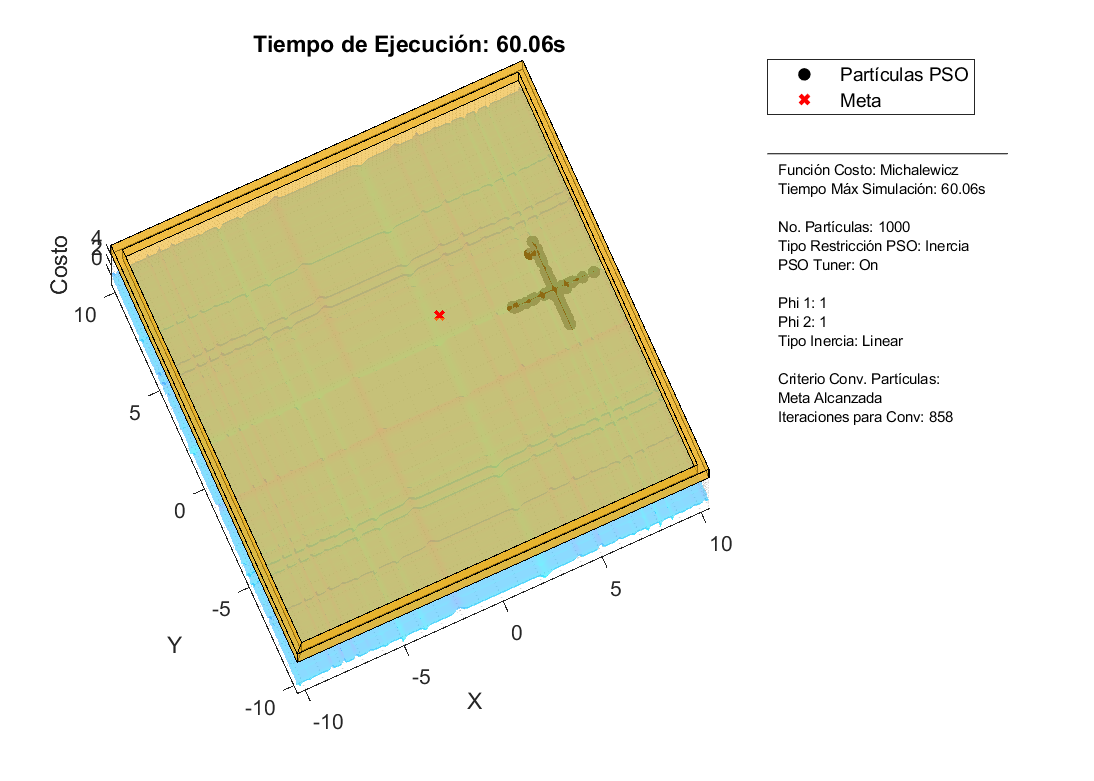 Tiempo de Ejecución: 60.06s
Partículas PSO
Meta
Función Costo: Michalewicz
Tiempo Máx Simulación: 60.06s
No. Partículas: 1000
Tipo Restricción PSO: Inercia
PSO Tuner: On
Phi 1: 1
Phi 2: 1
Tipo Inercia: Linear
Criterio Conv. Partículas:
Meta Alcanzada
Iteraciones para Conv: 858
Costo
4
2
0
10
5
0
-5
-10
Y
-10
-5
0
5
10
X